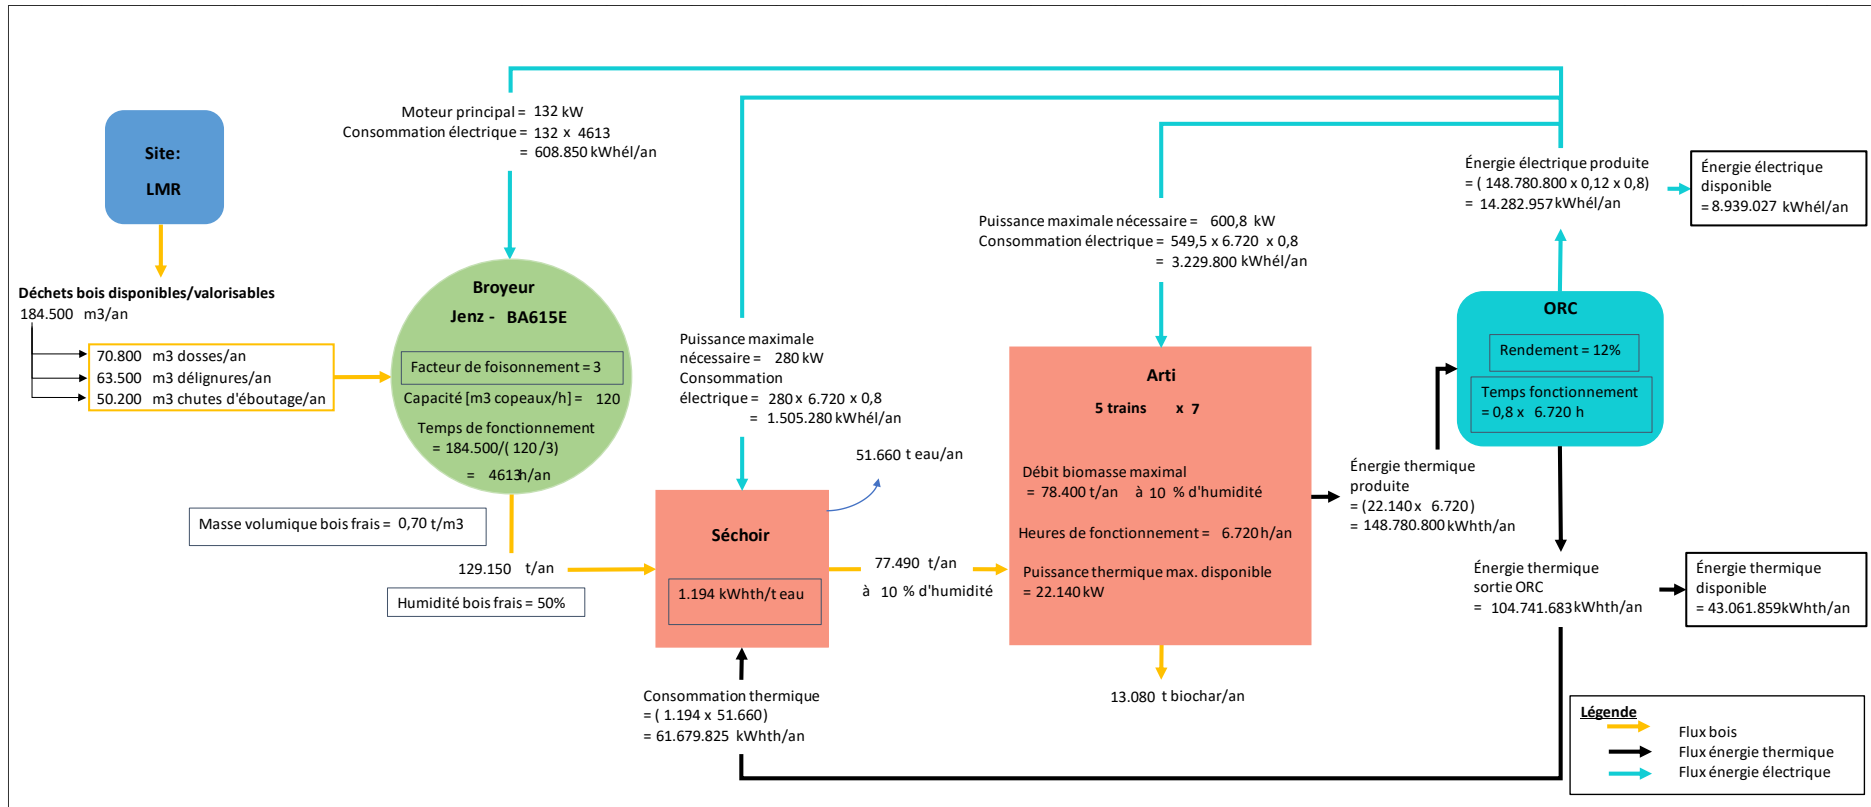 Moteur principal = 132 kW
Consommation électrique = 132 x 4613
= 608.850 kWhél/an
Site:
LMR
Déchets bois disponibles/valorisables
184.500 m3/an
70.800 m3 dosses/an
63.500 m3 délignures/an
50.200 m3 chutes d'éboutage/an
Broyeur
Jenz - BA615E
Facteur de foisonnement = 3
Capacité [m3 copeaux/h] = 120
Temps de fonctionnement
= 184.500/( 120 /3)
= 4613h/an
Masse volumique bois frais = 0,70 t/m3
129.150 t/an
Humidité bois frais = 50%
Puissance maximale
nécessaire = 280 kW
Consommation
électrique = 280 x 6.720 x 0,8
= 1.505.280 kWhél/an
51.660 t eau/an
Séchoir
1.194 kWhth/t eau
77.490 t/an
à 10 % d'humidité
Consommation thermique
= ( 1.194 x 51.660)
= 61.679.825 kWhth/an
Puissance maximale nécessaire = 600,8 kW
Consommation électrique = 549,5 x 6.720 x 0,8
= 3.229.800 kWhél/an
Arti
5 trains x 7
Débit biomasse maximal
= 78.400 t/an à 10 % d'humidité
Heures de fonctionnement = 6.720 h/an
Puissance thermique max. disponible
= 22.140 kW
13.080 t biochar/an
Énergie thermique
produite
= (22.140 x 6.720)
= 148.780.800 kWhth/an
Énergie électrique produite
= ( 148.780.800 x 0,12 x 0,8)
= 14.282.957 kWhél/an
Énergie électrique
disponible
= 8.939.027 kWhél/an
ORC
Rendement = 12%
Temps fonctionnement
= 0,8 x 6.720 h
Énergie thermique
sortie ORC
= 104.741.683 kWhth/an
Énergie thermique
disponible
= 43.061.859 kWhth/an
Légende
Flux bois
Flux énergie thermique
Flux énergie électrique